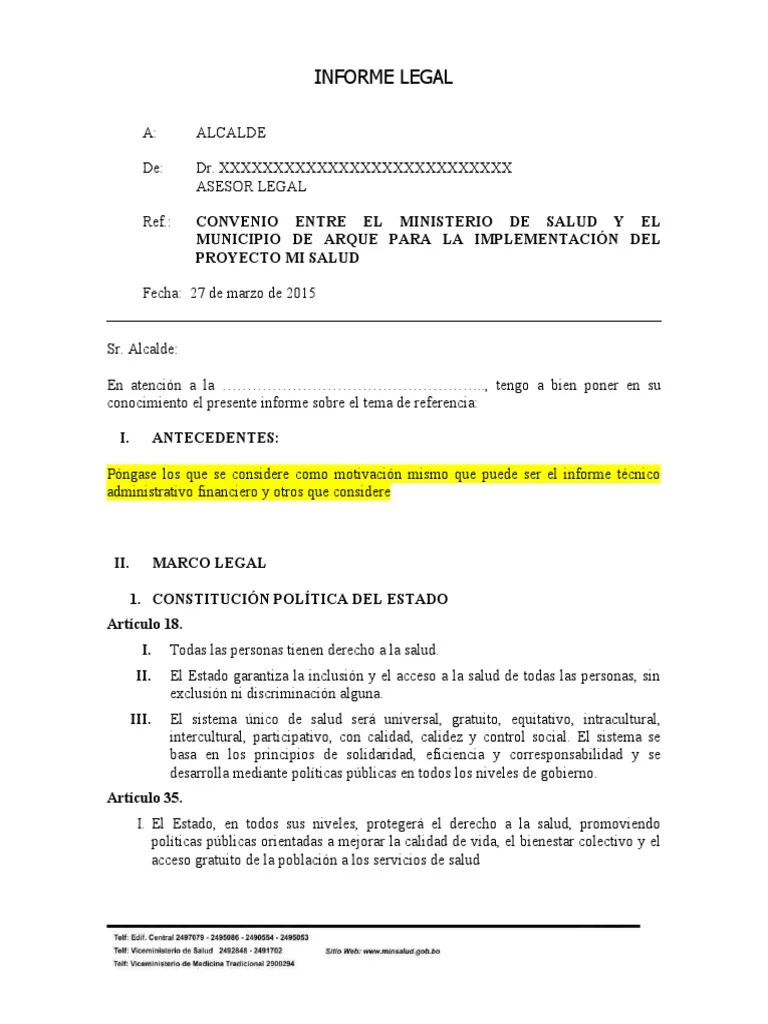 INFORME LEGAL
A: ALCALDE
De: Dr. XXXXXXXXXXXXXXXXXXXXXXXXXXX
ASESOR LEGAL
Ref.: CONVENIO ENTRE EL MINISTERIO DE SALUD Y EL
MUNICIPIO DE ARQUE PARA LA IMPLEMENTACIÓN DEL
PROYECTO MI SALUD
Fecha: 27 de marzo de 2015
Sr. Alcalde:
En atención a la …………………………………………….., tengo a bien poner en su
conocimiento el presente informe sobre el tema de referencia:
I. ANTECEDENTES:
Póngase los que se considere como motivación mismo que puede ser el informe técnico
administrativo financiero y otros que considere
II. MARCO LEGAL
1. CONSTITUCIÓN POLÍTICA DEL ESTADO
Artículo 18.
I. Todas las personas tienen derecho a la salud.
II. El Estado garantiza la inclusión y el acceso a la salud de todas las personas, sin
exclusión ni discriminación alguna.
III. El sistema único de salud será universal, gratuito, equitativo, intracultural,
intercultural, participativo, con calidad, calidez y control social. El sistema se
basa en los principios de solidaridad, eficiencia y corresponsabilidad y se
desarrolla mediante políticas públicas en todos los niveles de gobierno.
Artículo 35.
I. El Estado, en todos sus niveles, protegerá el derecho a la salud, promoviendo
políticas públicas orientadas a mejorar la calidad de vida, el bienestar colectivo y el
acceso gratuito de la población a los servicios de salud
Telf: Edif. Central 2497079 - 2495086 - 2490554 - 2495053
Telf: Viceministerio de Salud 2492848 - 2491702 Sitio Web: www.minsalud.gob.bo
Telf: Viceministerio de Medicina Tradicional 2900294